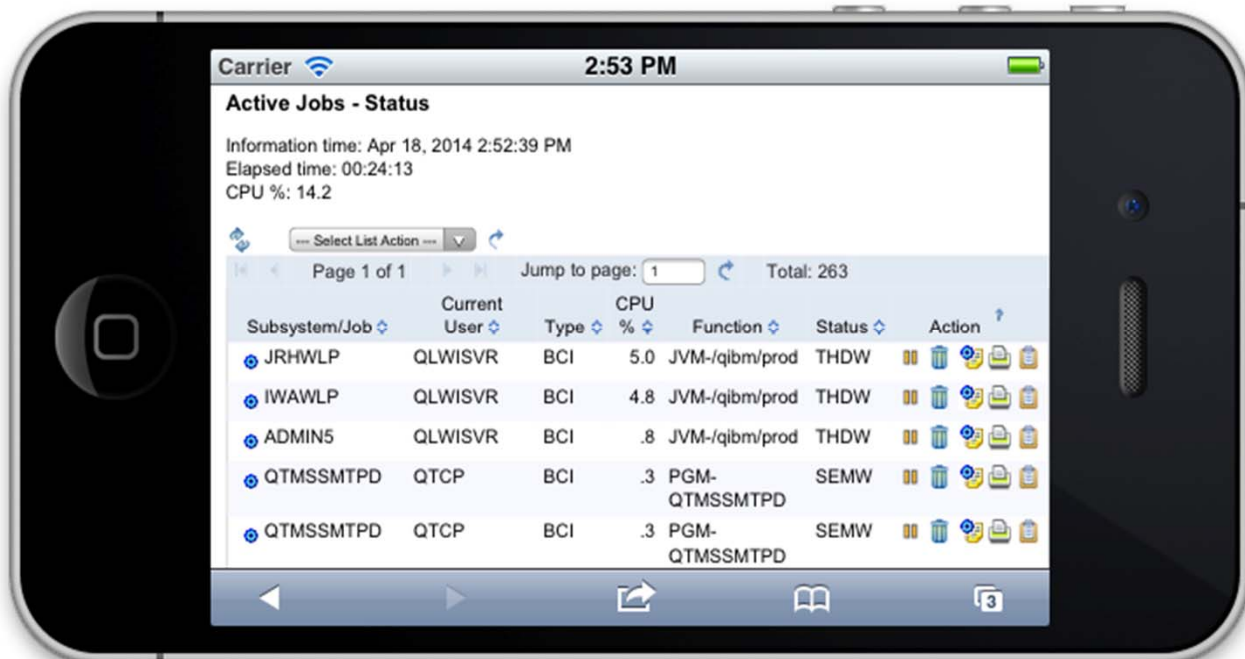 Carrier 2:53 PM
Active Jobs - Status
Information time: Apr 18, 2014 2:52:39 PM
Elapsed time: 00:24:13
CPU %: 14.2
--- Select List Action ---
Page 1 of 1 Jump to page: 1 Total: 263
Subsystem/Job Current User Type CPU % Function Status Action ?
JRHWLP QLWISVR BCI 5.0 JVM-/qibm/prod THDW
IWAWLP QLWISVR BCI 4.8 JVM-/qibm/prod THDW
ADMIN5 QLWISVR BCI .8 JVM-/qibm/prod THDW
QTMSSMTPD QTCP BCI .3 PGM-
QTMSSMTPD SEMW
QTMSSMTPD QTCP BCI .3 PGM-
QTMSSMTPD SEMW
3